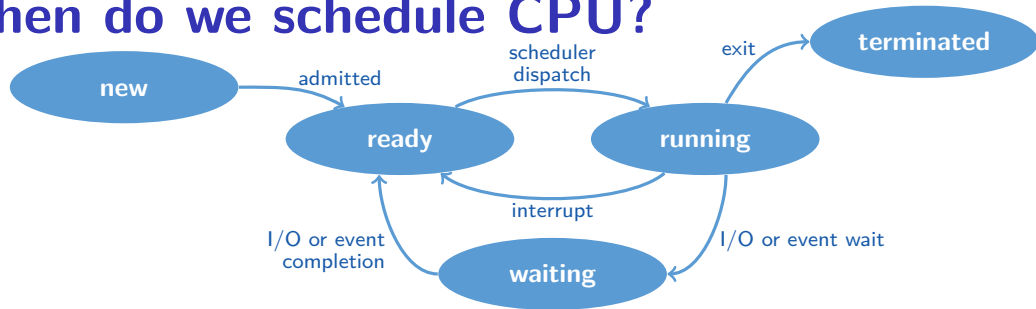 hen do we schedule CPU?
terminated
scheduler
dispatch
exit
new
admitted
ready
running
interrupt
I/O or event
completion
I/O or event wait
waiting